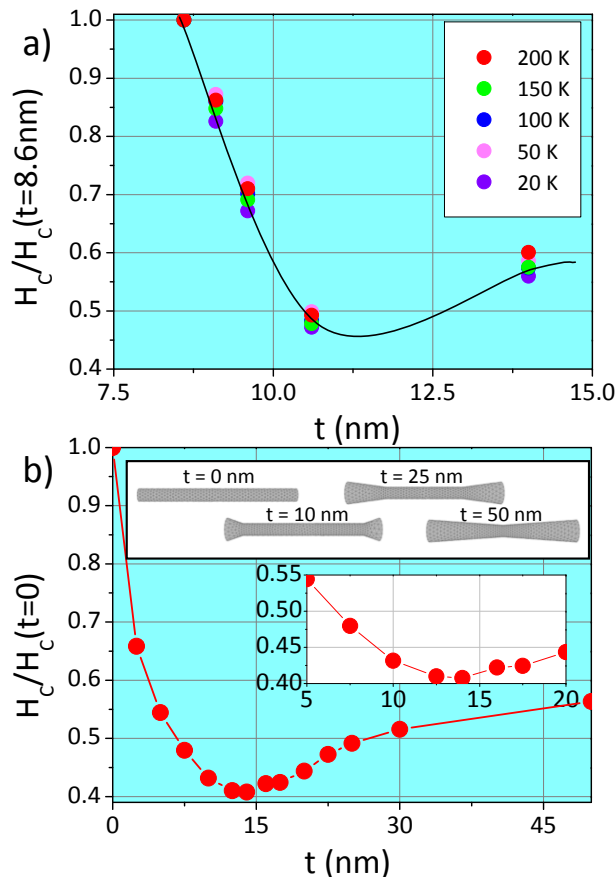 a)
H_C/H_C(t=8.6nm)
1.0
0.9
0.8
0.7
0.6
0.5
0.4
200 K
150 K
100 K
50 K
20 K
7.5 10.0 12.5 15.0
t (nm)
b)
H_C/H_C(t=0)
1.0
0.9
0.8
0.7
0.6
0.5
0.4
t = 0 nm t = 25 nm
t = 10 nm t = 50 nm
0.55
0.50
0.45
0.40
5 10 15 20
0 15 30 45
t (nm)